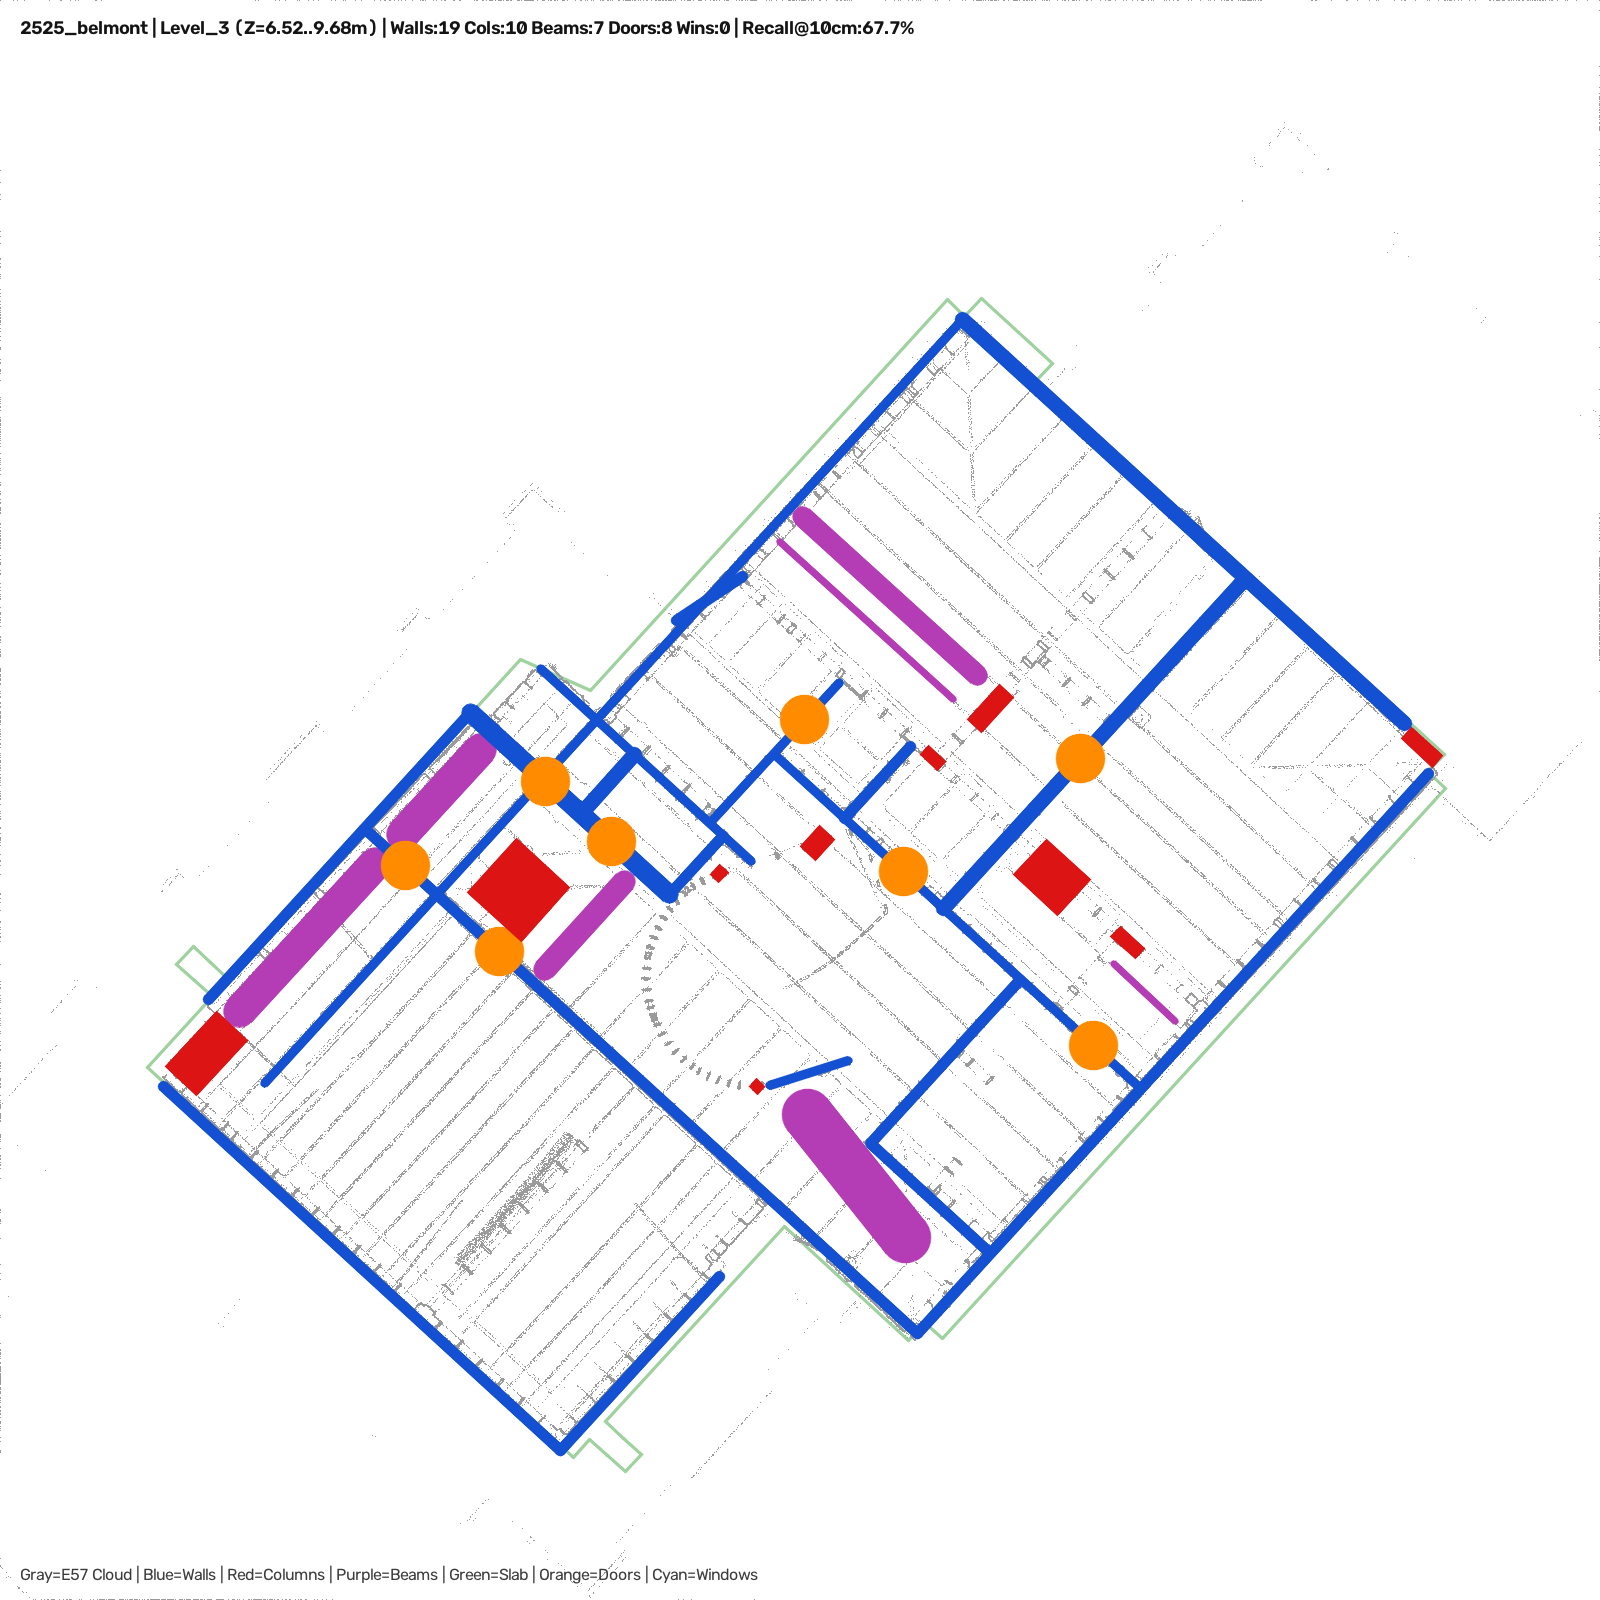 2525_belmont | Level_3 (Z=6.52..9.68m) | Walls:19 Cols:10 Beams:7 Doors:8 Wins:0 | Recall@10cm:67.7%
Gray=E57 Cloud | Blue=Walls | Red=Columns | Purple=Beams | Green=Slab | Orange=Doors | Cyan=Windows